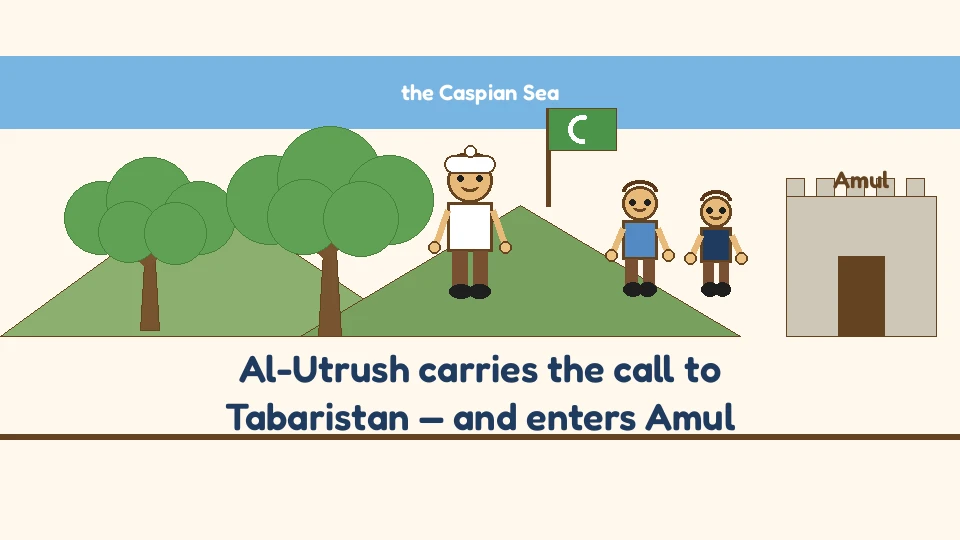 the Caspian Sea
Amul
Al-Utrush carries the call to
Tabaristan — and enters Amul